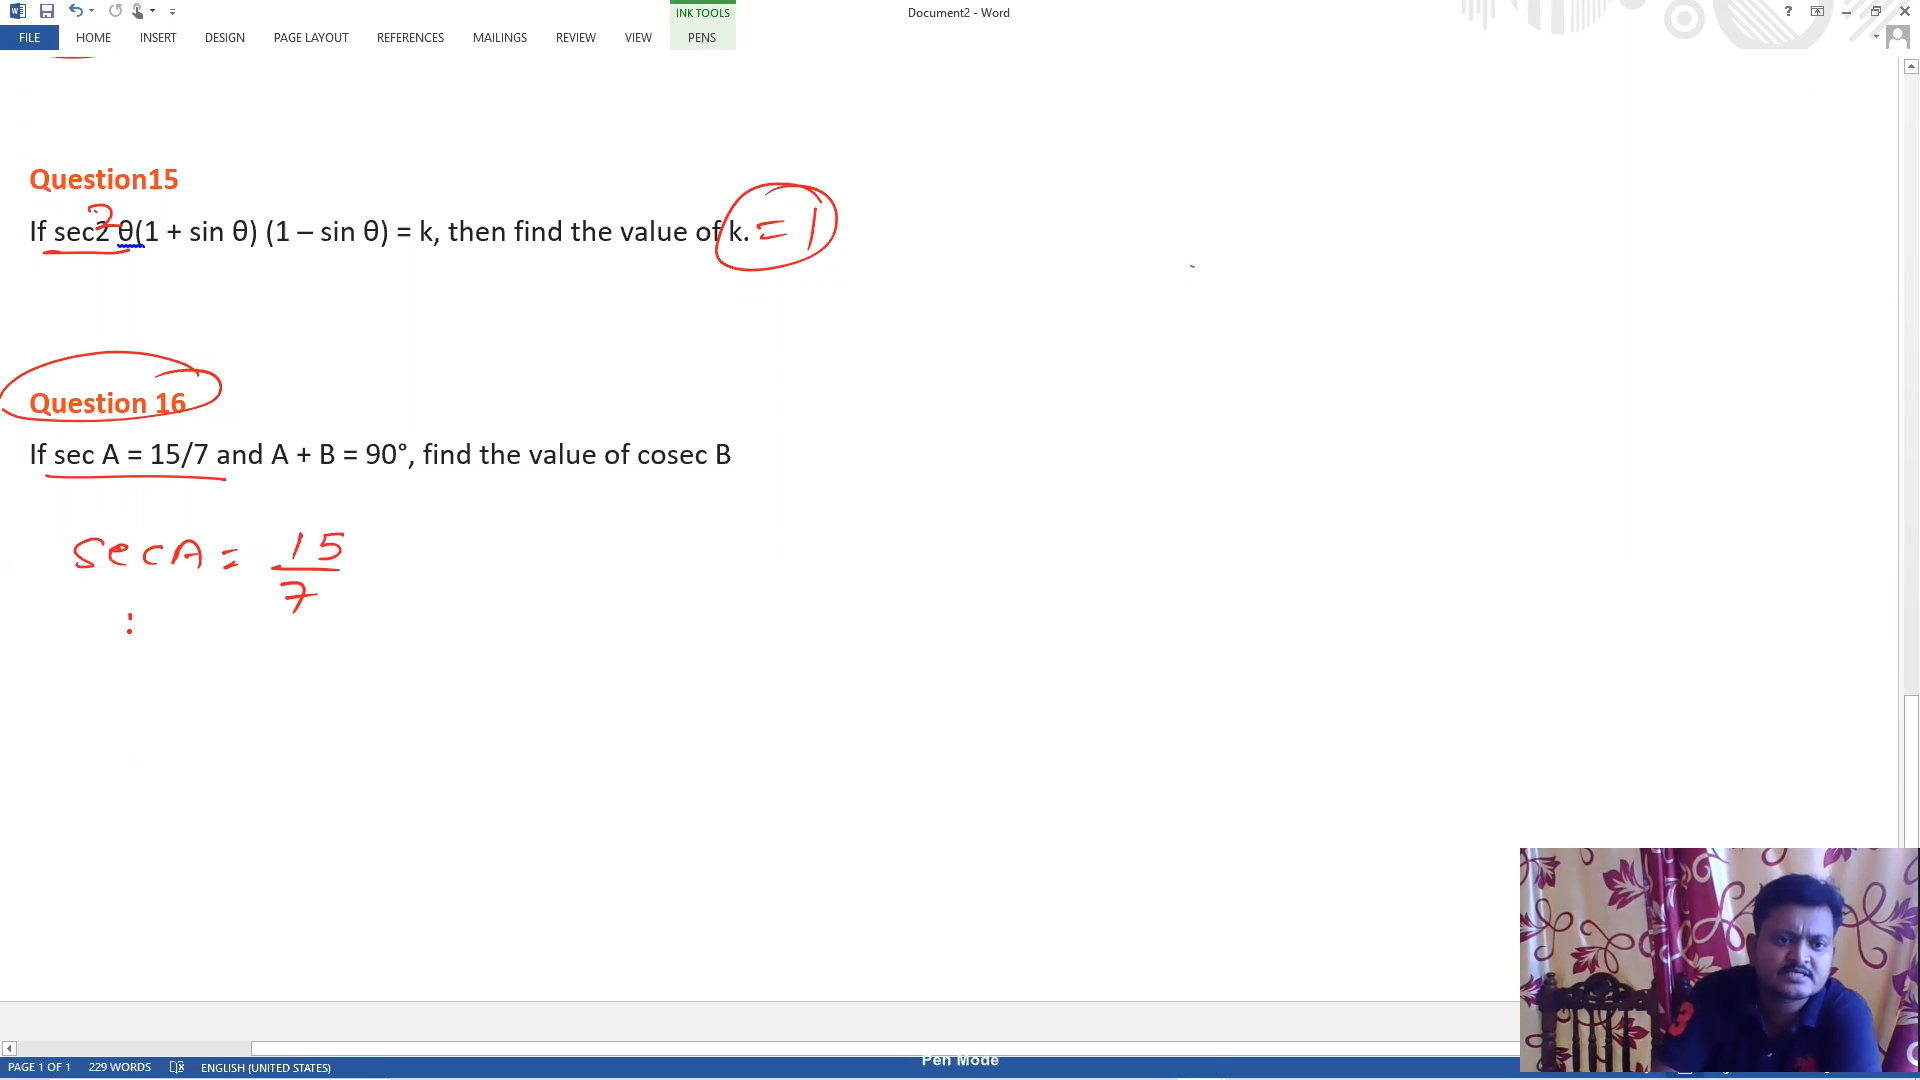 INK TOOLS
Document2 - Word
?
FILE HOME INSERT DESIGN PAGE LAYOUT REFERENCES MAILINGS REVIEW VIEW PENS
Question15
If sec2 θ(1 + sin θ) (1 – sin θ) = k, then find the value of k. = 1
2
Question 16
If sec A = 15/7 and A + B = 90°, find the value of cosec B
secA = 15
7
3
PAGE 1 OF 1 229 WORDS ENGLISH (UNITED STATES)
Pen Mode